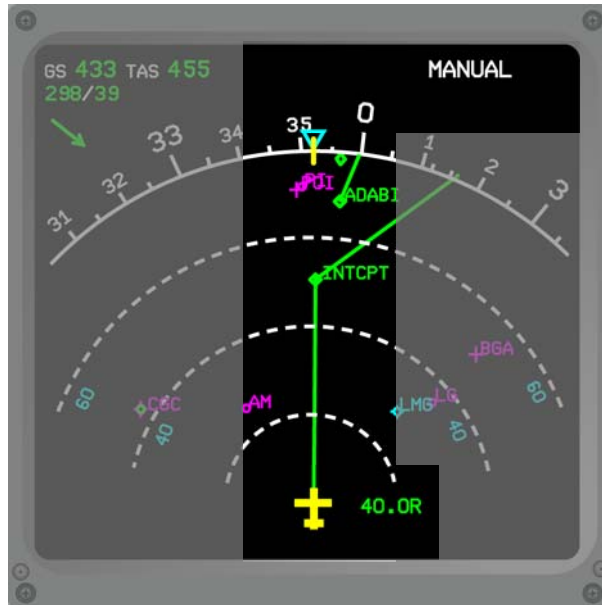 GS 433 TAS 455
MANUAL
298/39
31
32
33
34
35
0
1
2
3
POI
ADABI
INTCPT
BGA
60
CGC
AM
LMG
LG
60
40
40
40.0R